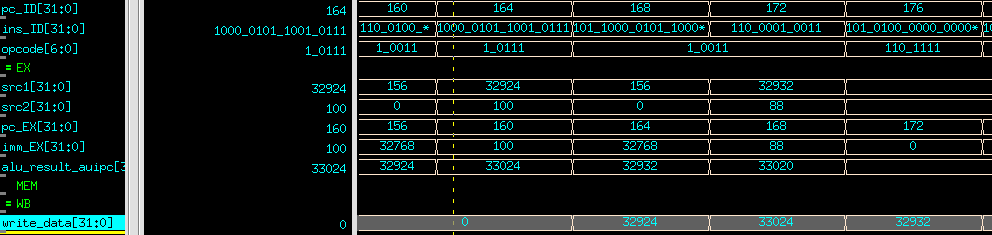 pc_ID[31:0] 164 160 164 168 172 176
ins_ID[31:0] 1000_0101_1001_0111 110_0100_* 1000_0101_1001_0111 101_1000_0101_1000* 110_0001_0011 101_0100_0000_0000* 10
opcode[6:0] 1_0111 1_0011 1_0111 1_0011 110_1111
= EX
src1[31:0] 32924 156 32924 156 32932
src2[31:0] 100 0 100 0 88
pc_EX[31:0] 160 156 160 164 168 172
imm_EX[31:0] 100 32768 100 32768 88 0
alu_result_auipc[3 33024 32924 33024 32932 33020
MEM
= WB
write_data[31:0] 0 0 32924 33024 32932